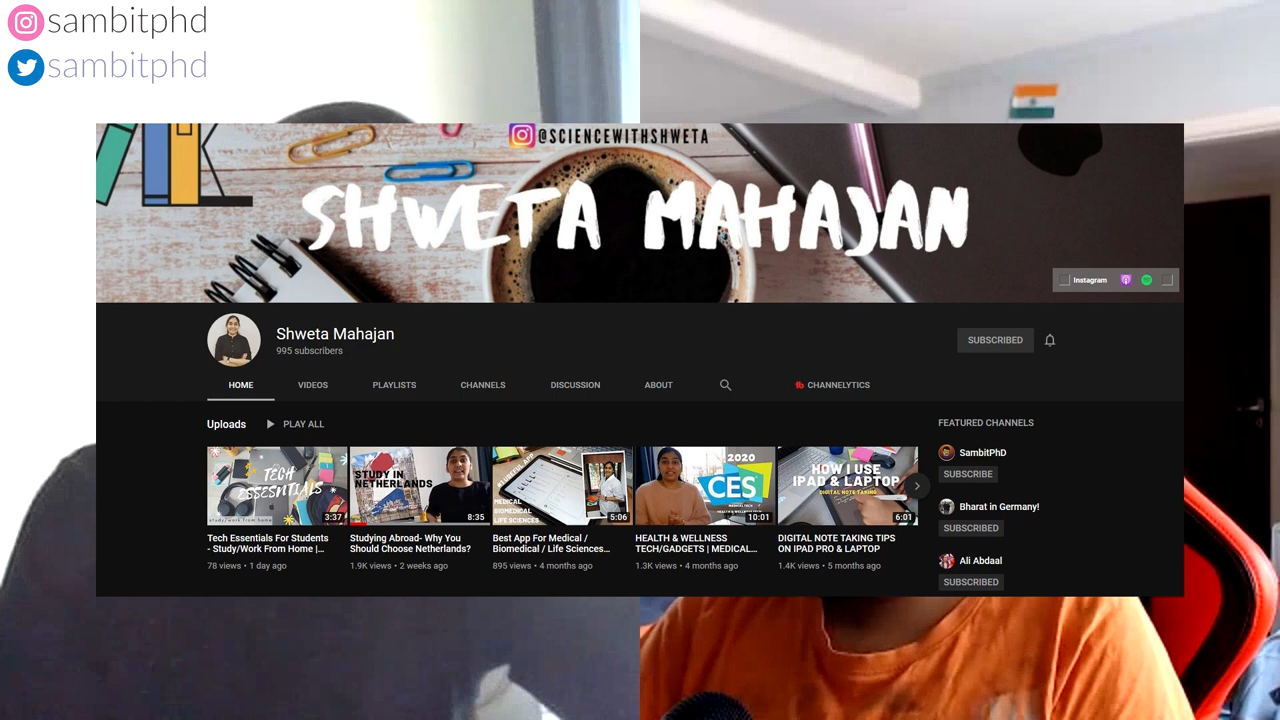 sambitphd
sambitphd
@SCIENCEWITHSHWETA
SHWETA MAHAJAN
Instagram
Shweta Mahajan
995 subscribers
SUBSCRIBED
HOME
VIDEOS
PLAYLISTS
CHANNELS
DISCUSSION
ABOUT
CHANNELYTICS
Uploads
PLAY ALL
FEATURED CHANNELS
TECH
ESSENTIALS
study/work from home
3:37
STUDY IN
NETHERLANDS
8:35
MEDICAL
BIOMEDICAL
LIFE SCIENCES
5:06
2020
CES
10:01
HOW I USE
IPAD & LAPTOP
DIGITAL NOTE TAKING
6:01
Tech Essentials For Students
- Study/Work From Home |...
78 views • 1 day ago
Studying Abroad- Why You
Should Choose Netherlands?
1.9K views • 2 weeks ago
Best App For Medical /
Biomedical / Life Sciences...
895 views • 4 months ago
HEALTH & WELLNESS
TECH/GADGETS | MEDICAL...
1.3K views • 4 months ago
DIGITAL NOTE TAKING TIPS
ON IPAD PRO & LAPTOP
1.4K views • 5 months ago
SambitPhD
SUBSCRIBE
Bharat in Germany!
SUBSCRIBED
Ali Abdaal
SUBSCRIBED